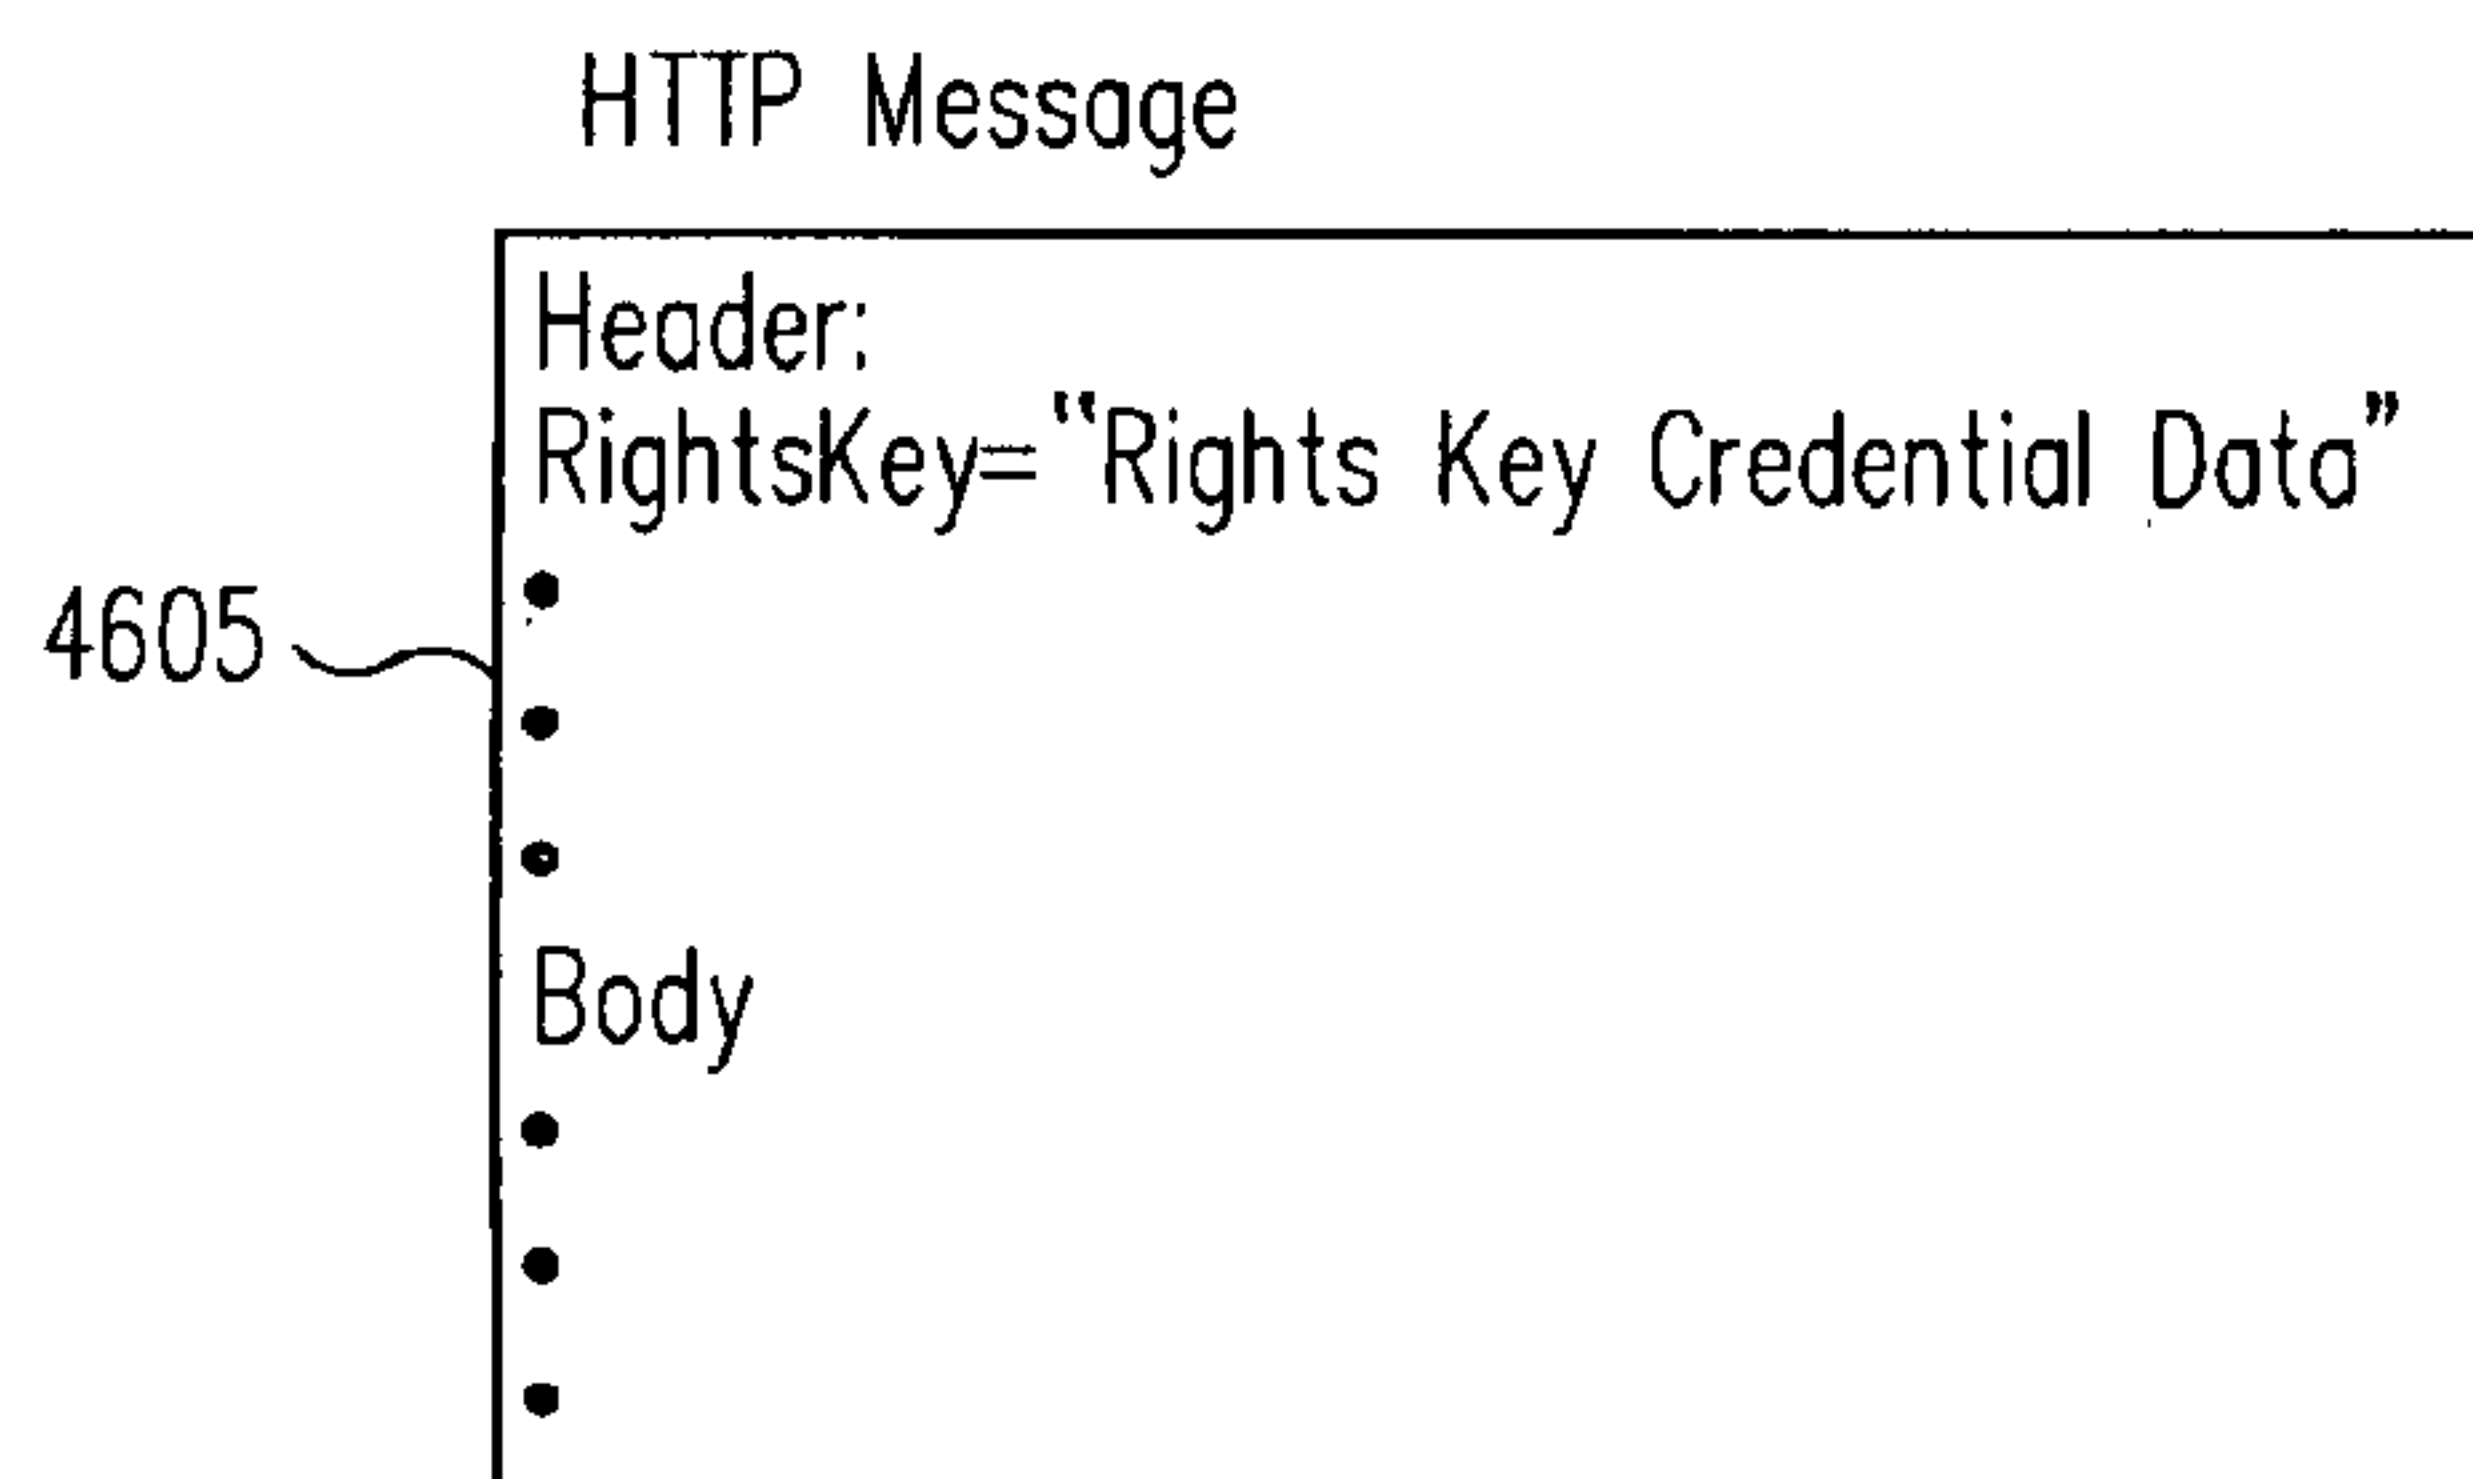 HTTP Message
Header:
RightsKey=“Rights Key Credential Data”
4605
Body